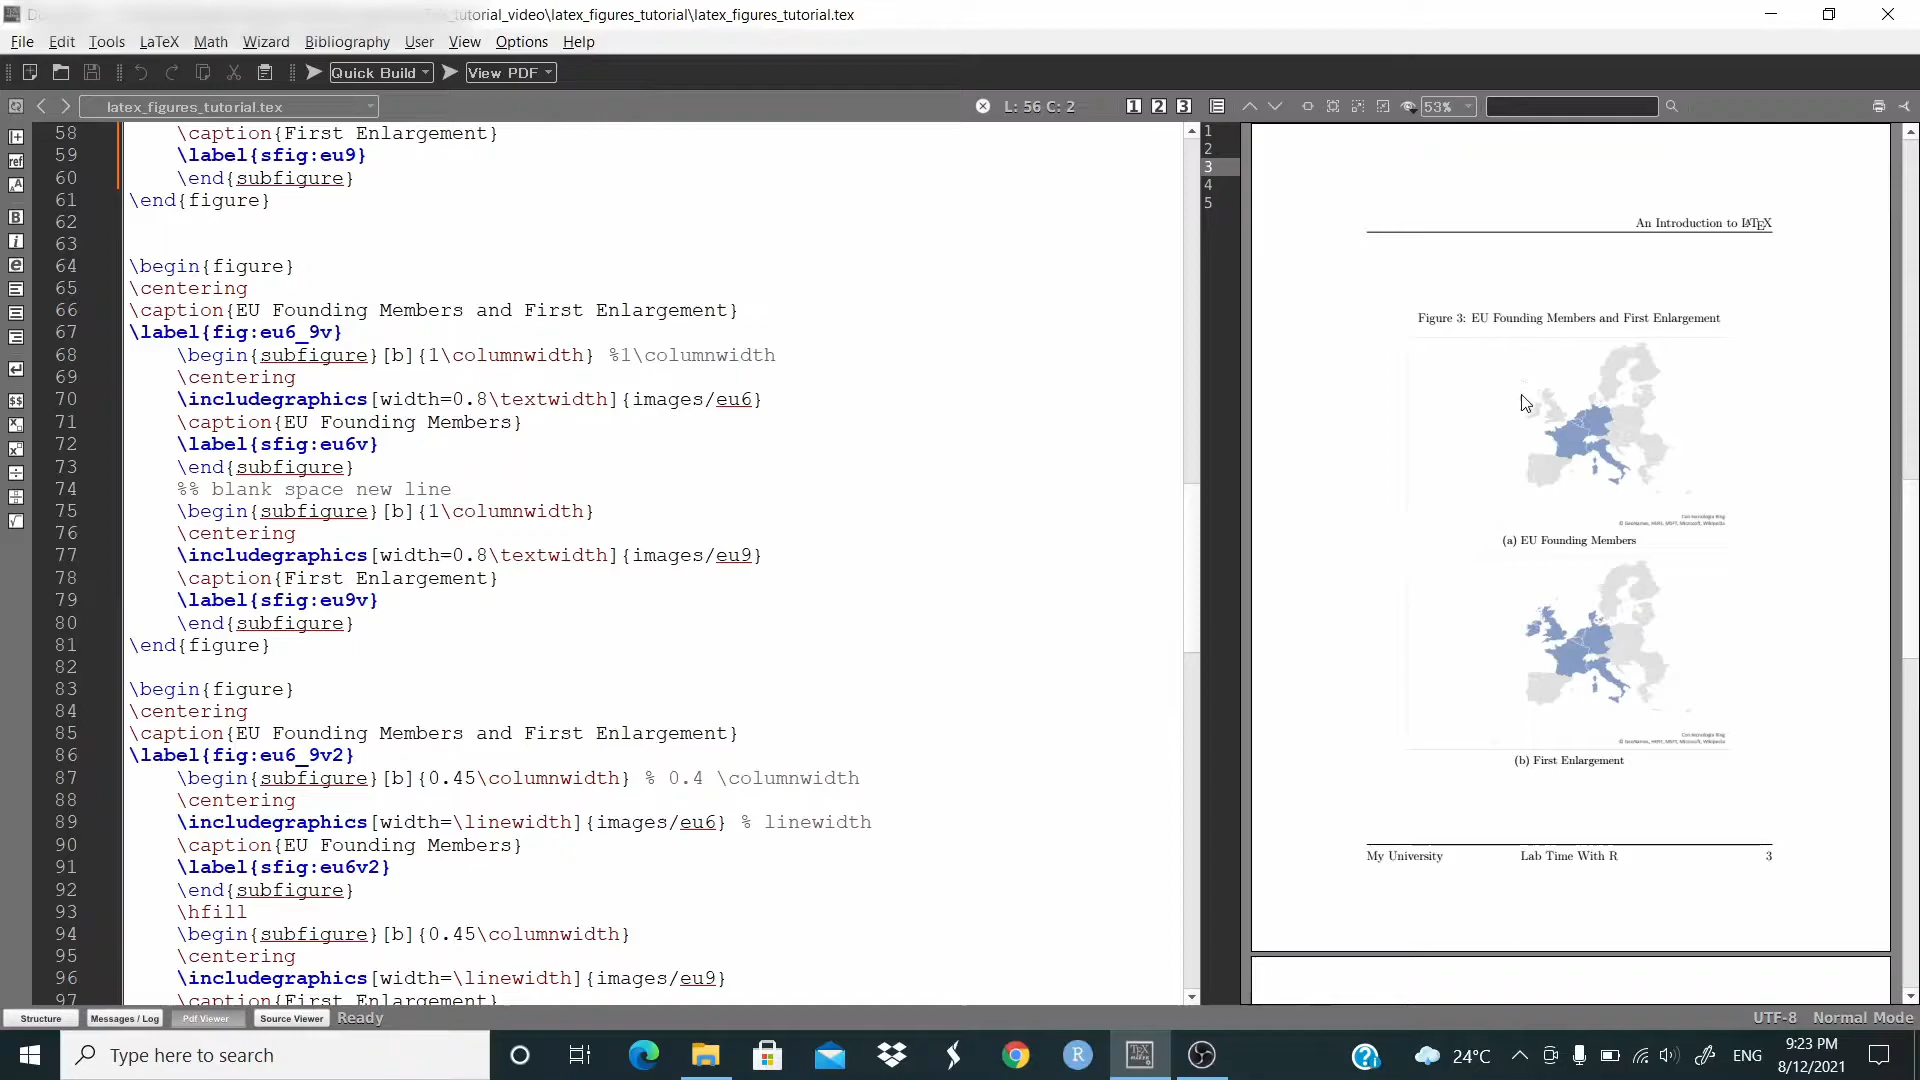 _tutorial_video\latex_figures_tutorial\latex_figures_tutorial.tex
File Edit Tools LaTeX Math Wizard Bibliography User View Options Help
Quick Build View PDF
latex_figures_tutorial.tex L: 56 C: 2 1 2 3 53%
58 \caption{First Enlargement}
59 \label{sfig:eu9}
60 \end{subfigure}
61 \end{figure}
62
63
64 \begin{figure}
65 \centering
66 \caption{EU Founding Members and First Enlargement}
67 \label{fig:eu6_9v}
68 \begin{subfigure}[b]{1\columnwidth} %1\columnwidth
69 \centering
70 \includegraphics[width=0.8\textwidth]{images/eu6}
71 \caption{EU Founding Members}
72 \label{sfig:eu6v}
73 \end{subfigure}
74 %% blank space new line
75 \begin{subfigure}[b]{1\columnwidth}
76 \centering
77 \includegraphics[width=0.8\textwidth]{images/eu9}
78 \caption{First Enlargement}
79 \label{sfig:eu9v}
80 \end{subfigure}
81 \end{figure}
82
83 \begin{figure}
84 \centering
85 \caption{EU Founding Members and First Enlargement}
86 \label{fig:eu6_9v2}
87 \begin{subfigure}[b]{0.45\columnwidth} % 0.4 \columnwidth
88 \centering
89 \includegraphics[width=\linewidth]{images/eu6} % linewidth
90 \caption{EU Founding Members}
91 \label{sfig:eu6v2}
92 \end{subfigure}
93 \hfill
94 \begin{subfigure}[b]{0.45\columnwidth}
95 \centering
96 \includegraphics[width=\linewidth]{images/eu9}
97 \caption{First Enlargement}
1
2
3
4
5
An Introduction to LATEX
Figure 3: EU Founding Members and First Enlargement
(a) EU Founding Members
(b) First Enlargement
My University Lab Time With R 3
Structure Messages / Log Pdf Viewer Source Viewer Ready UTF-8 Normal Mode
Type here to search 24°C ENG 9:23 PM
8/12/2021